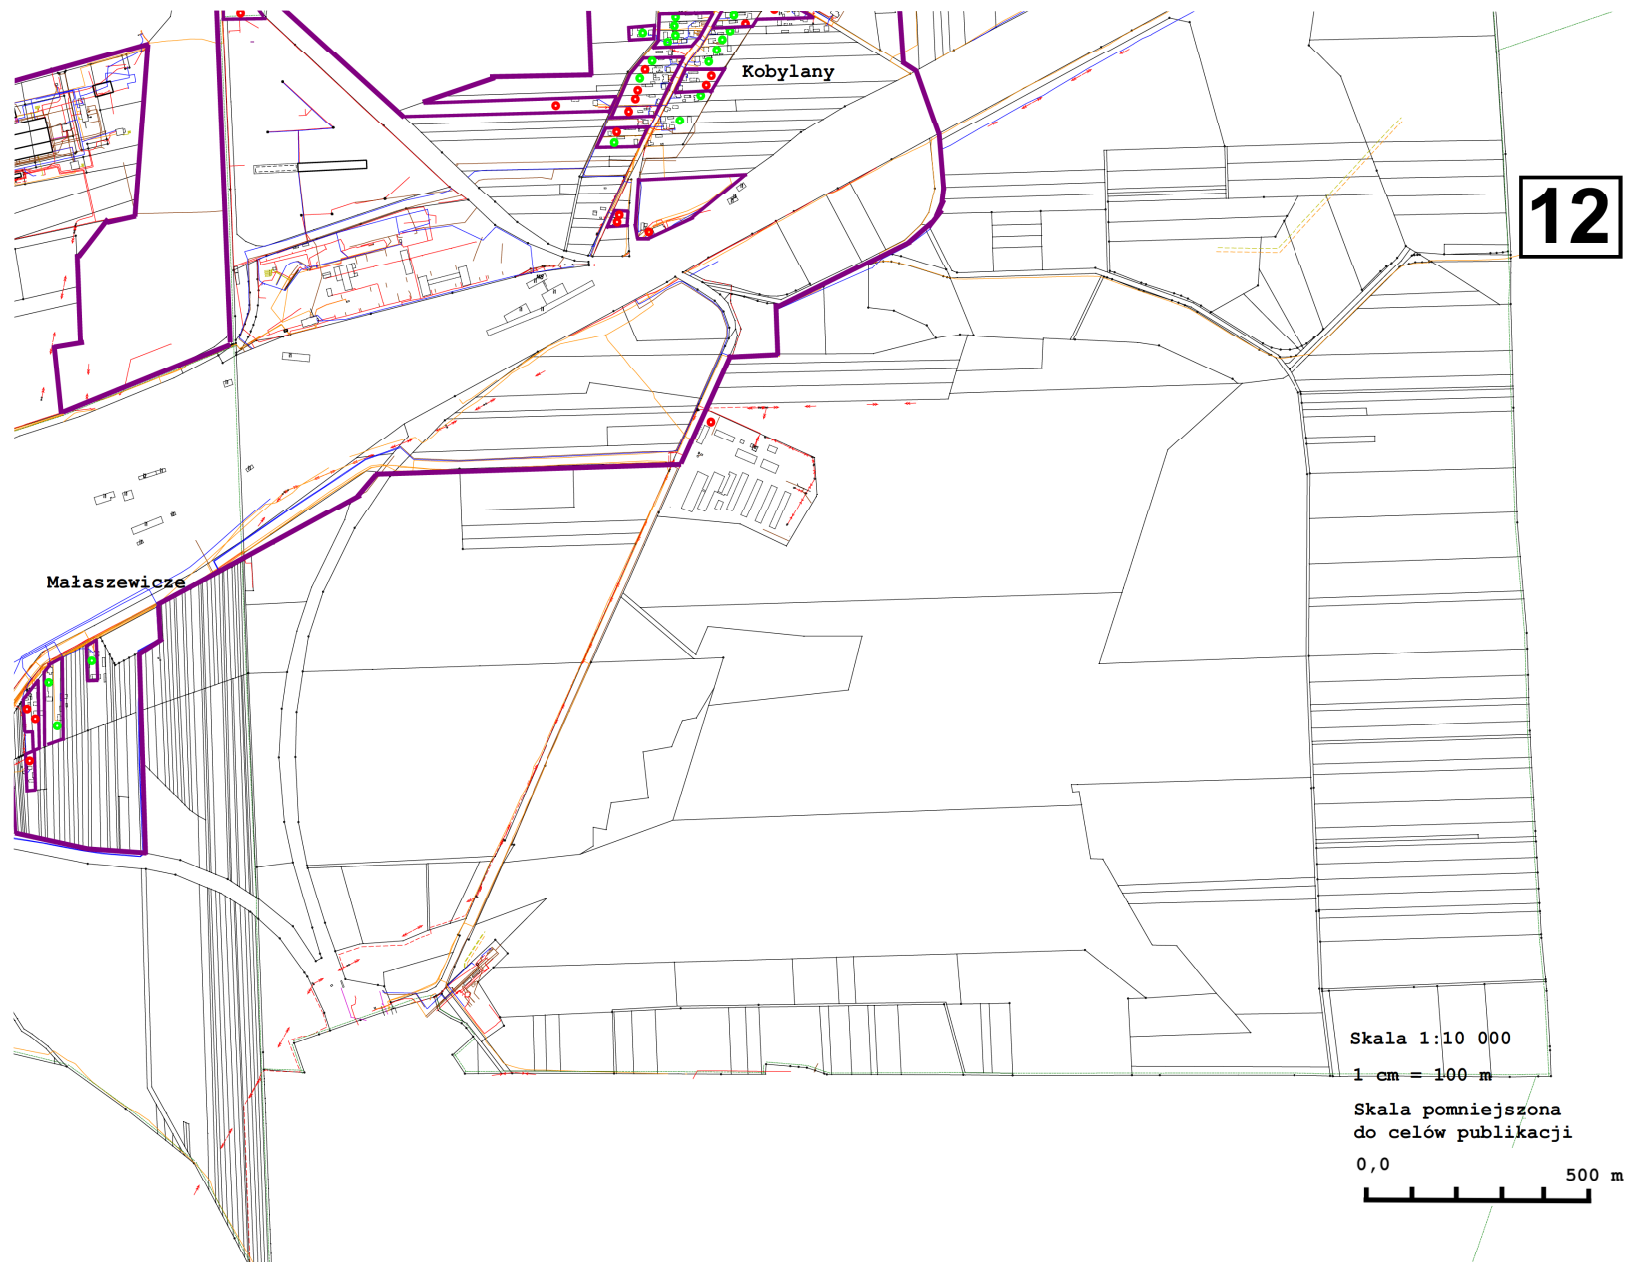 Kobylany
12
Małaszewicze
Skala 1:10 000
1 cm = 100 m
Skala pomniejszona
do celów publikacji
0,0
500 m